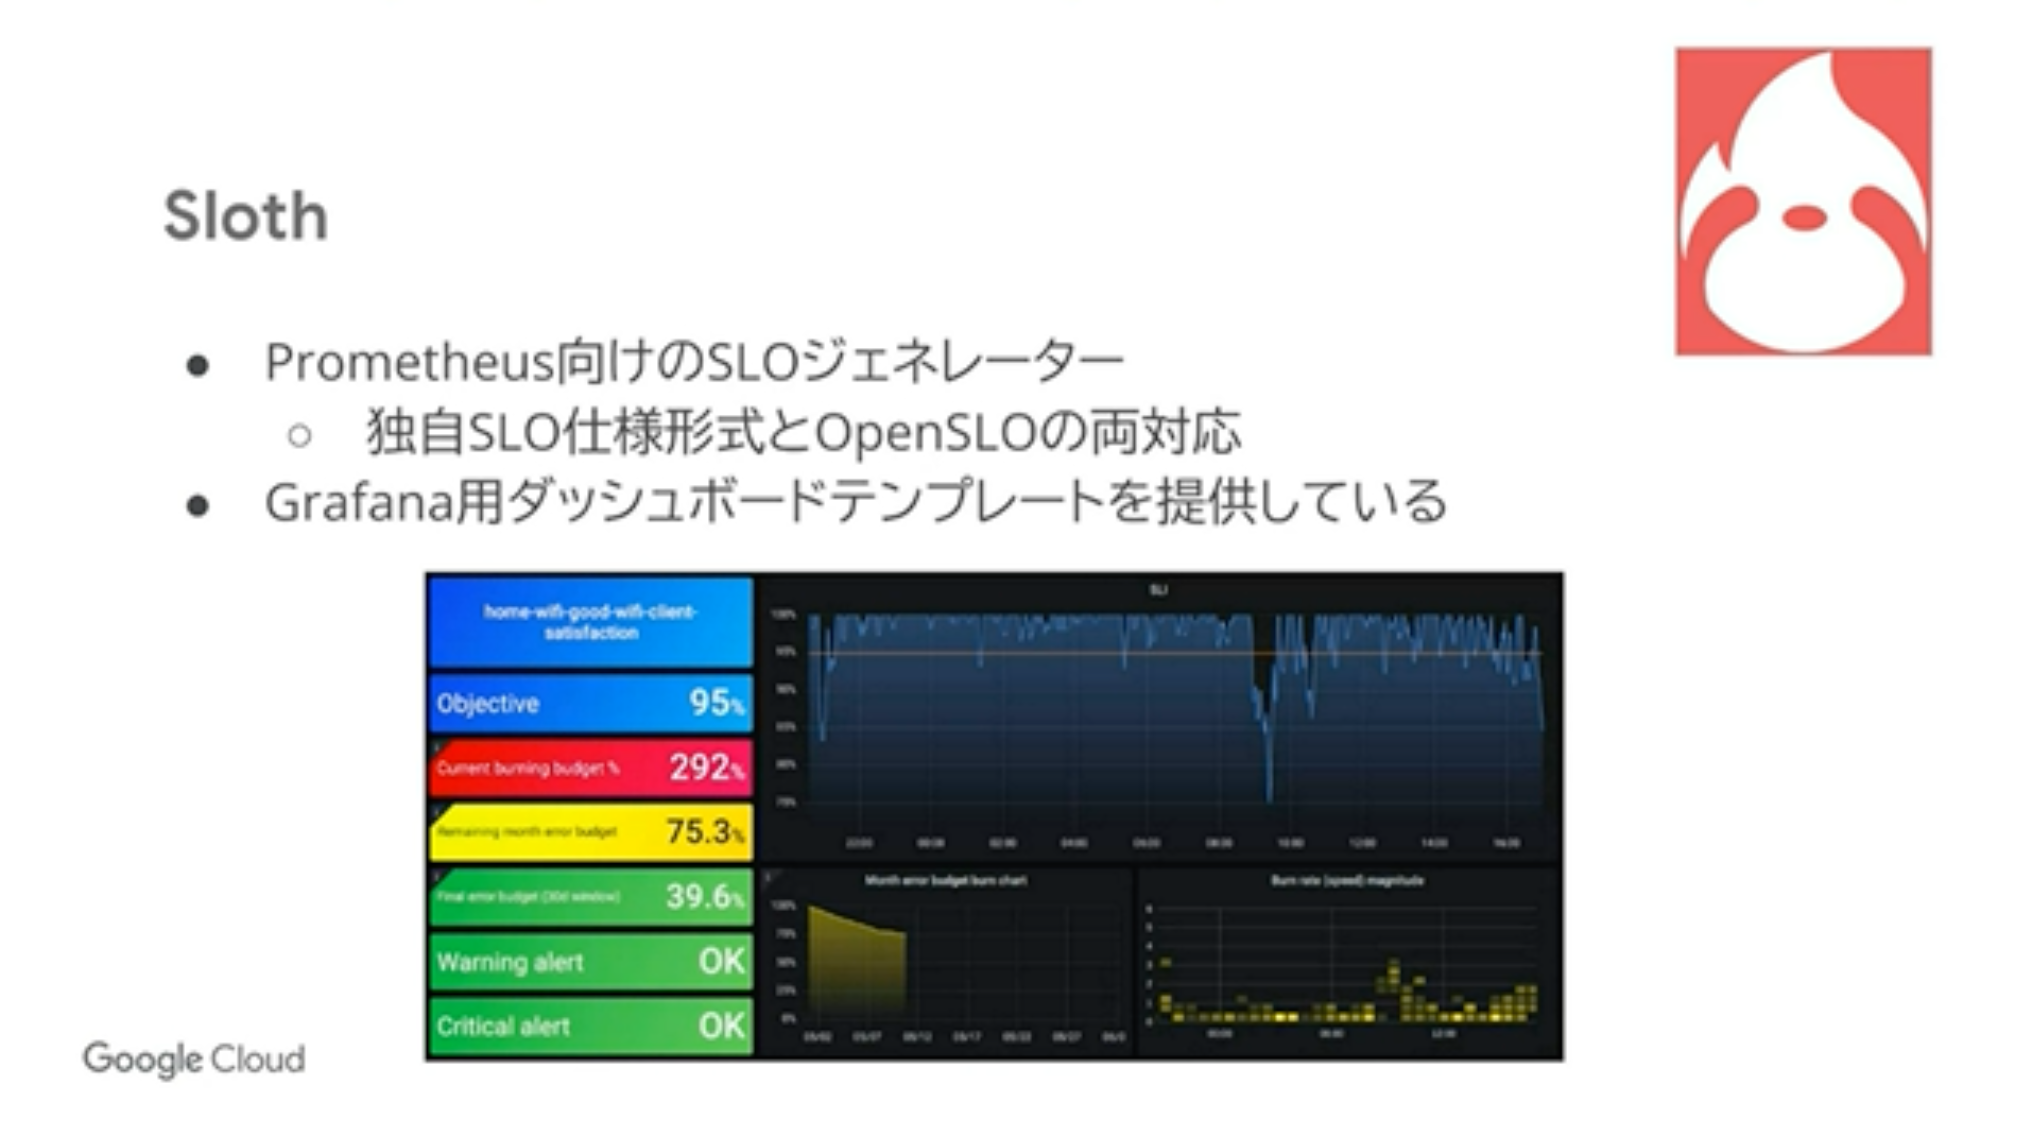 Sloth
● Prometheus向けのSLOジェネレーター
○ 独自SLO仕様形式とOpenSLOの両対応
● Grafana用ダッシュボードテンプレートを提供している
home-wifi-good-wifi-client-
satisfaction
Objective 95%
Current burning budget % 292%
Remaining month error budget 75.3%
Final error budget (30d window) 39.6%
Warning alert OK
Critical alert OK
SLI
Month error budget burn chart
Burn rate (speed) magnitude
Google Cloud